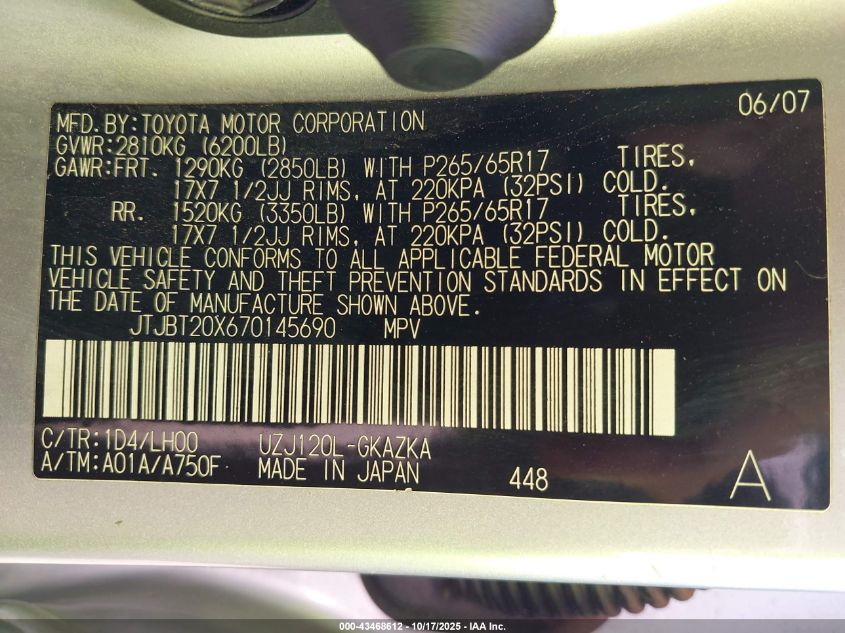 06/07
MFD.BY:TOYOTA MOTOR CORPORATION
GVWR:2810KG (6200LB)
GAWR:FRT. 1290KG (2850LB) WITH P265/65R17 TIRES,
17X7 1/2JJ RIMS, AT 220KPA (32PSI) COLD.
RR. 1520KG (3350LB) WITH P265/65R17 TIRES,
17X7 1/2JJ RIMS, AT 220KPA (32PSI) COLD.
THIS VEHICLE CONFORMS TO ALL APPLICABLE FEDERAL MOTOR
VEHICLE SAFETY AND THEFT PREVENTION STANDARDS IN EFFECT ON
THE DATE OF MANUFACTURE SHOWN ABOVE.
JTJBT20X670145690 MPV
C/TR:1D4/LH00 UZJ120L-GKAZKA
A/TM:A01A/A750F MADE IN JAPAN 448 A
000-43468612 - 10/17/2025 - IAA Inc.